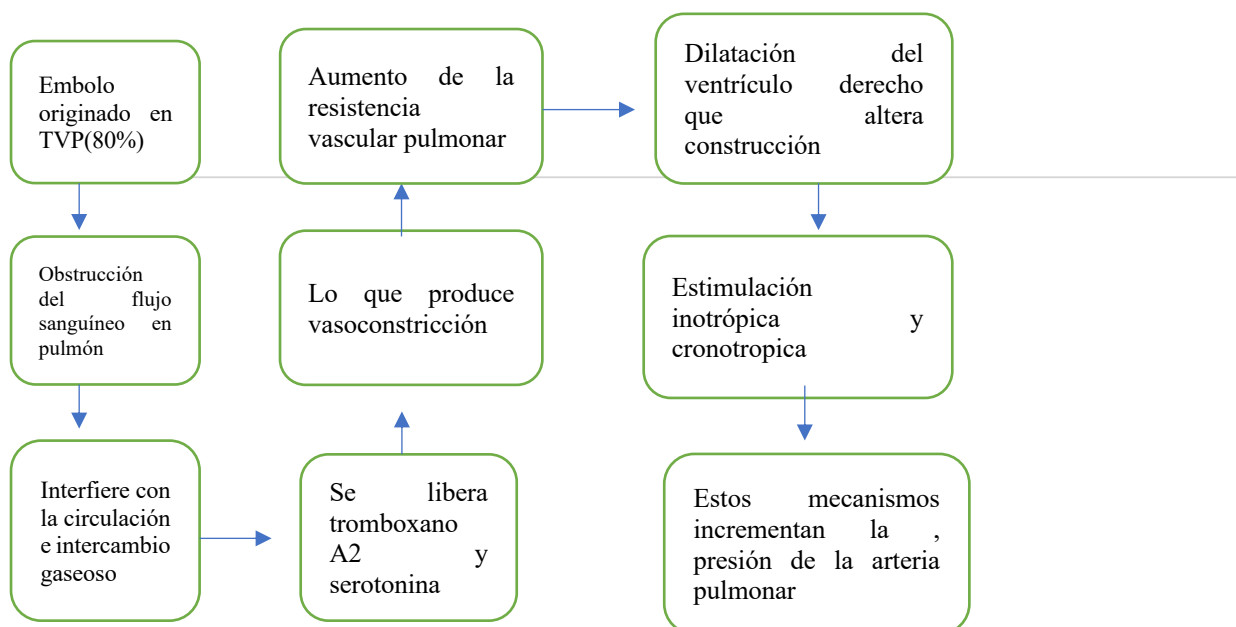 Embolo
originado en
TVP(80%)
Obstrucción
del flujo
sanguíneo en
pulmón
Interfiere con
la circulación
e intercambio
gaseoso
Se libera
tromboxano
A2 y
serotonina
Lo que produce
vasoconstricción
Aumento de la
resistencia
vascular pulmonar
Dilatación del
ventrículo derecho
que altera
construcción
Estimulación
inotrópica y
cronotropica
Estos mecanismos
incrementan la ,
presión de la arteria
pulmonar